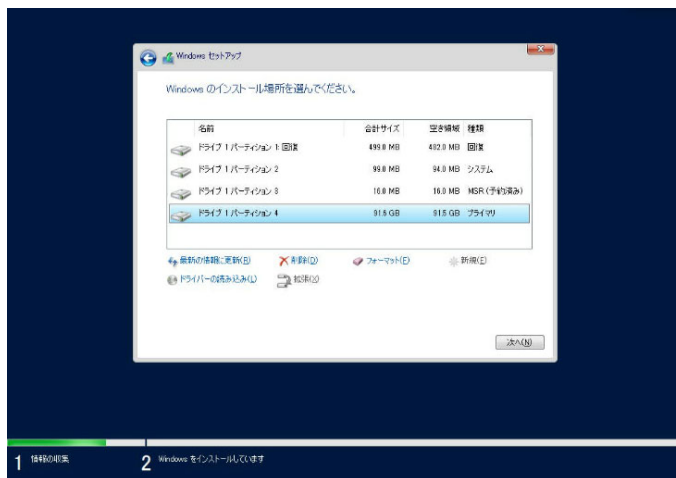 Windows セットアップ
Windows のインストール場所を選んでください。
名前 合計サイズ 空き領域 種類
ドライブ 1 パーティション 1: 回復 499.0 MB 482.0 MB 回復
ドライブ 1 パーティション 2 99.0 MB 94.0 MB システム
ドライブ 1 パーティション 3 16.0 MB 16.0 MB MSR (予約済み)
ドライブ 1 パーティション 4 91.5 GB 91.5 GB プライマリ
最新の情報に更新(R) 削除(D) フォーマット(F) 新規(E)
ドライバーの読み込み(L) 拡張(X)
次へ(N)
1 情報の収集 2 Windows をインストールしています